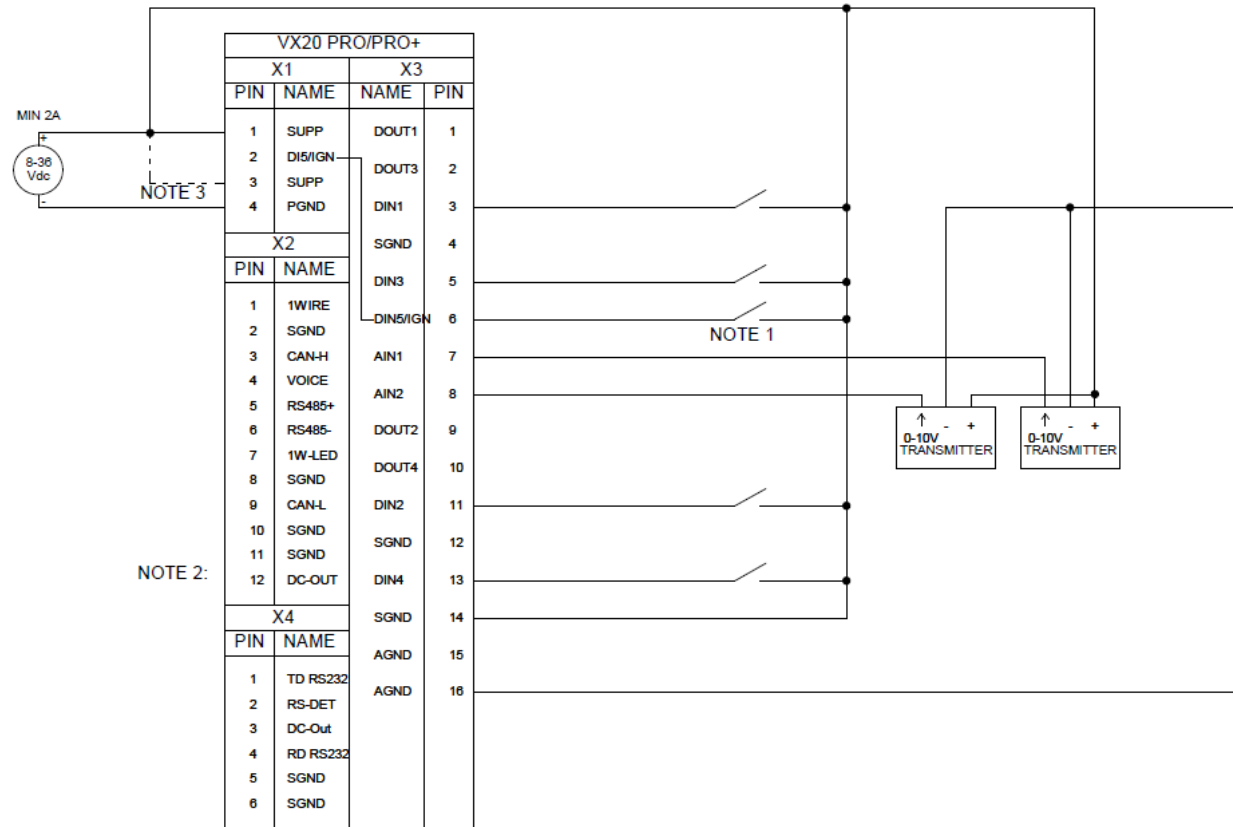 VX20 PRO/PRO+
X1 X3
PIN NAME NAME PIN
MIN 2A
+
8-36
Vdc
-
1 SUPP DOUT1 1
2 DI5/IGN DOUT3 2
NOTE 3
3 SUPP
4 PGND DIN1 3
X2
SGND 4
PIN NAME
DIN3 5
1 1WIRE
DIN5/IGN 6
2 SGND
NOTE 1
3 CAN-H AIN1 7
4 VOICE
AIN2 8
5 RS485+
6 RS485- DOUT2 9
0-10V - +
TRANSMITTER
0-10V - +
TRANSMITTER
7 1W-LED
DOUT4 10
8 SGND
9 CAN-L DIN2 11
10 SGND
SGND 12
11 SGND
NOTE 2:
12 DC-OUT DIN4 13
X4
SGND 14
PIN NAME
AGND 15
1 TD RS232
AGND 16
2 RS-DET
3 DC-Out
4 RD RS232
5 SGND
6 SGND